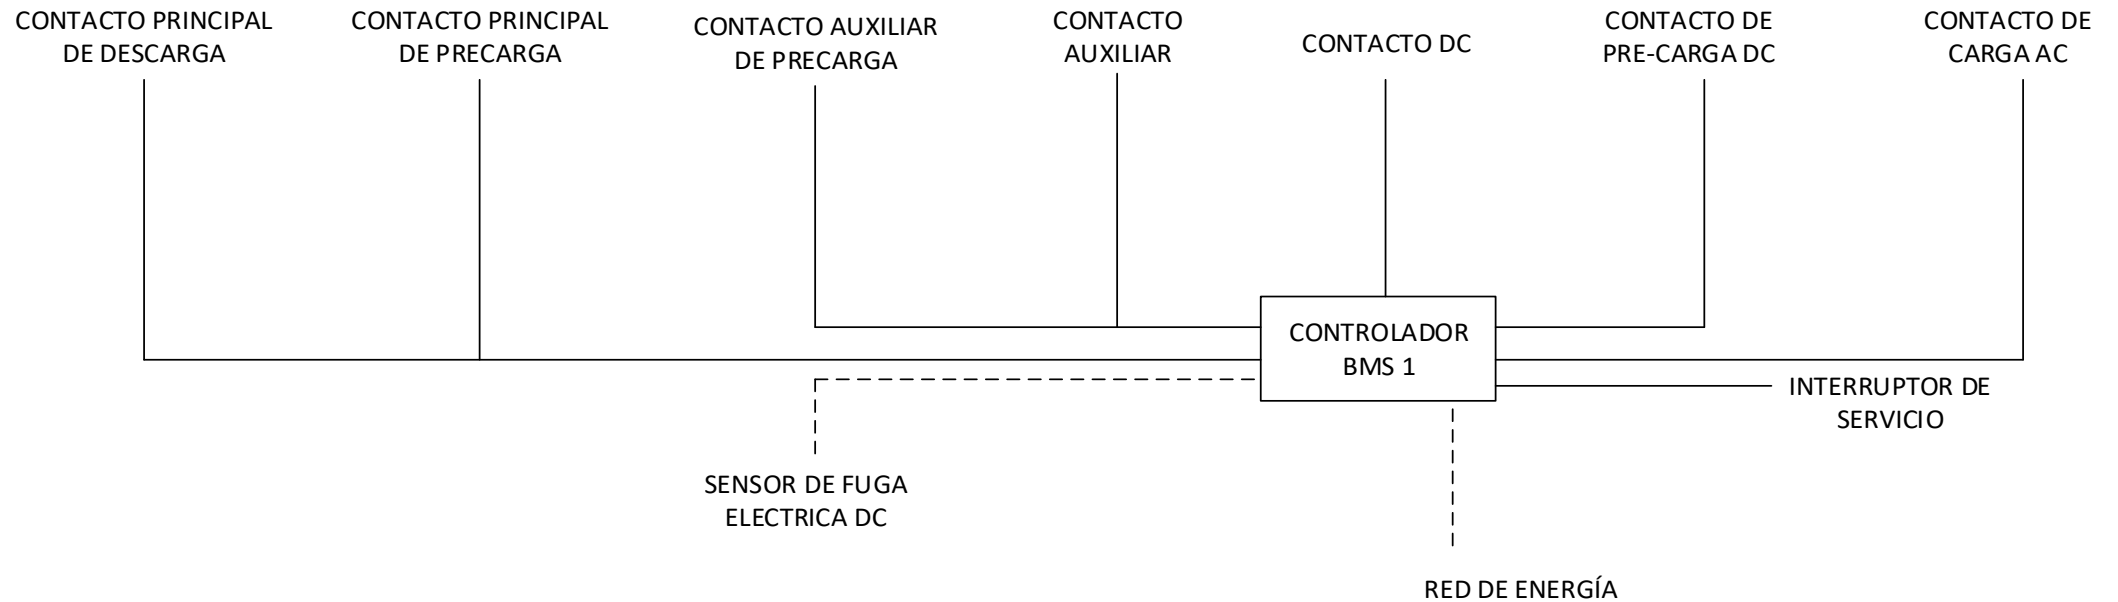 CONTACTO PRINCIPAL
DE DESCARGA
CONTACTO PRINCIPAL
DE PRECARGA
CONTACTO AUXILIAR
DE PRECARGA
CONTACTO
AUXILIAR
CONTACTO DC
CONTACTO DE
PRE-CARGA DC
CONTACTO DE
CARGA AC
CONTROLADOR
BMS 1
INTERRUPTOR DE
SERVICIO
SENSOR DE FUGA
ELECTRICA DC
RED DE ENERGÍA